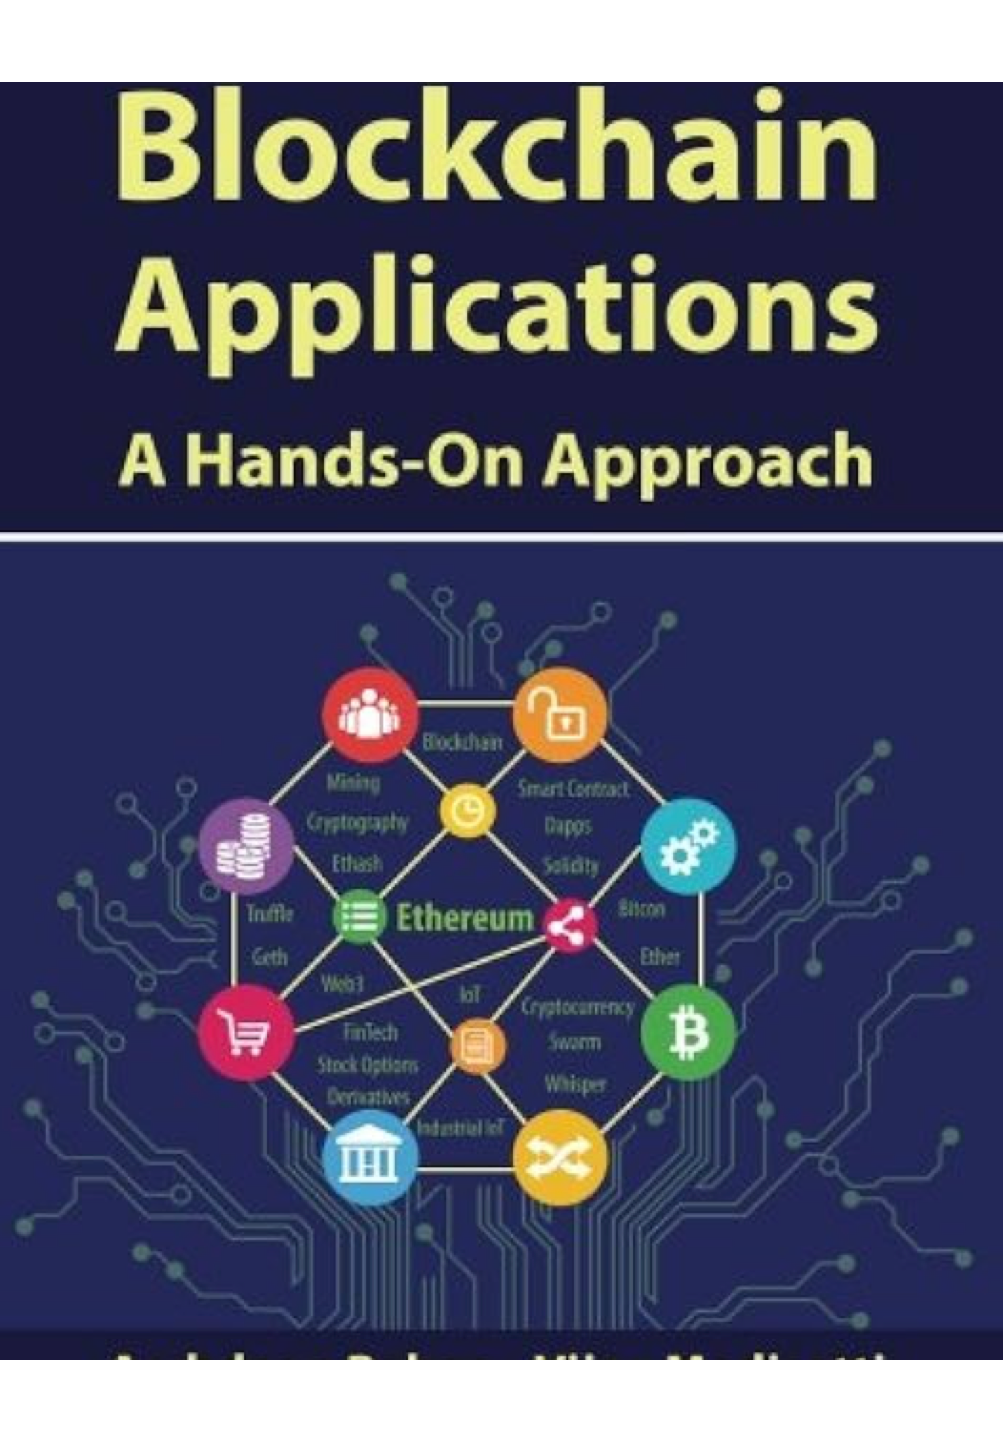 Blockchain
Applications
A Hands-On Approach
Blockchain
Mining
Smart Contract
Cryptography
Dapps
Ethash
Solidity
Truffle
Ethereum
Bitcon
Geth
Ether
Web3
IoT
Cryptocurrency
FinTech
Swarm
Stock Options
Whisper
Derivatives
Industrial IoT